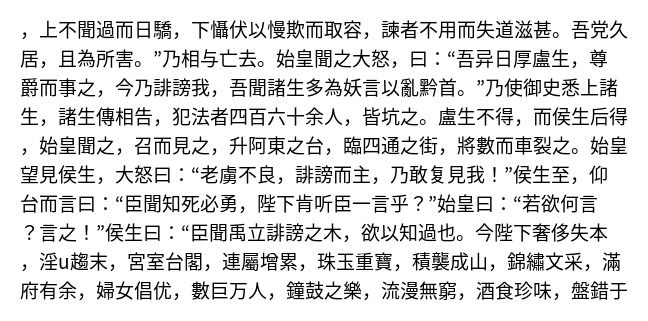 ，上不聞過而日驕，下懾伏以慢欺而取容，諫者不用而失道滋甚。吾党久
居，且為所害。”乃相与亡去。始皇聞之大怒，曰：“吾异日厚盧生，尊
爵而事之，今乃誹謗我，吾聞諸生多為妖言以亂黔首。”乃使御史悉上諸
生，諸生傳相告，犯法者四百六十余人，皆坑之。盧生不得，而侯生后得
，始皇聞之，召而見之，升阿東之台，臨四通之街，將數而車裂之。始皇
望見侯生，大怒曰：“老虜不良，誹謗而主，乃敢复見我！”侯生至，仰
台而言曰：“臣聞知死必勇，陛下肯听臣一言乎？”始皇曰：“若欲何言
？言之！”侯生曰：“臣聞禹立誹謗之木，欲以知過也。今陛下奢侈失本
，淫u趨末，宮室台閣，連屬增累，珠玉重寶，積襲成山，錦繡文采，滿
府有余，婦女倡优，數巨万人，鐘鼓之樂，流漫無窮，酒食珍味，盤錯于